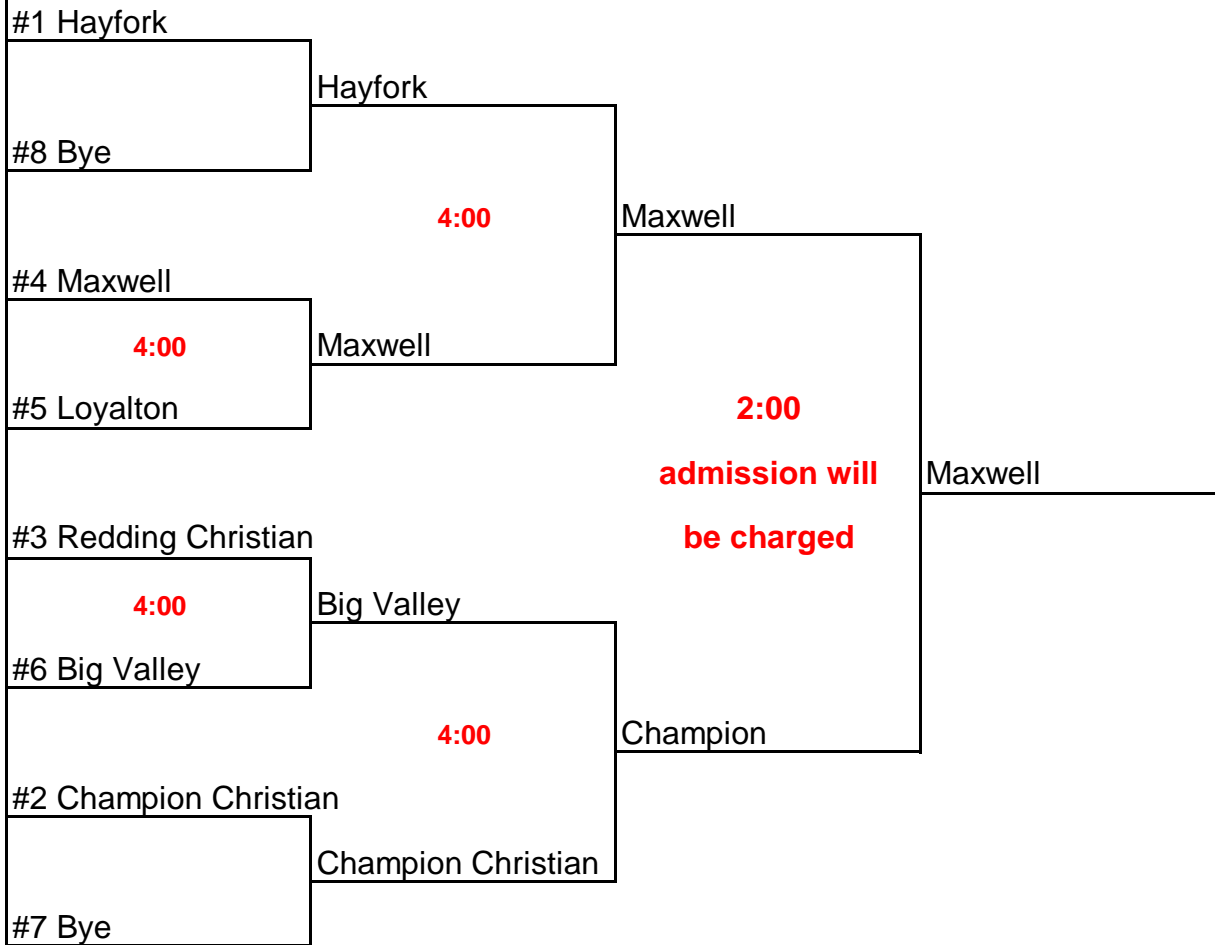 #1 Hayfork
Hayfork
#8 Bye
4:00
Maxwell
#4 Maxwell
4:00
Maxwell
#5 Loyalton
2:00
admission will
Maxwell
#3 Redding Christian
be charged
4:00
Big Valley
#6 Big Valley
4:00
Champion
#2 Champion Christian
Champion Christian
#7 Bye